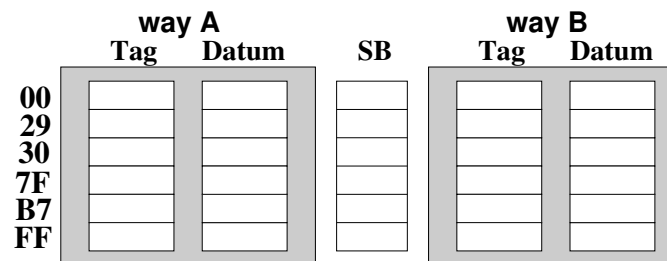 way A way B
Tag Datum SB Tag Datum
00
29
30
7F
B7
FF